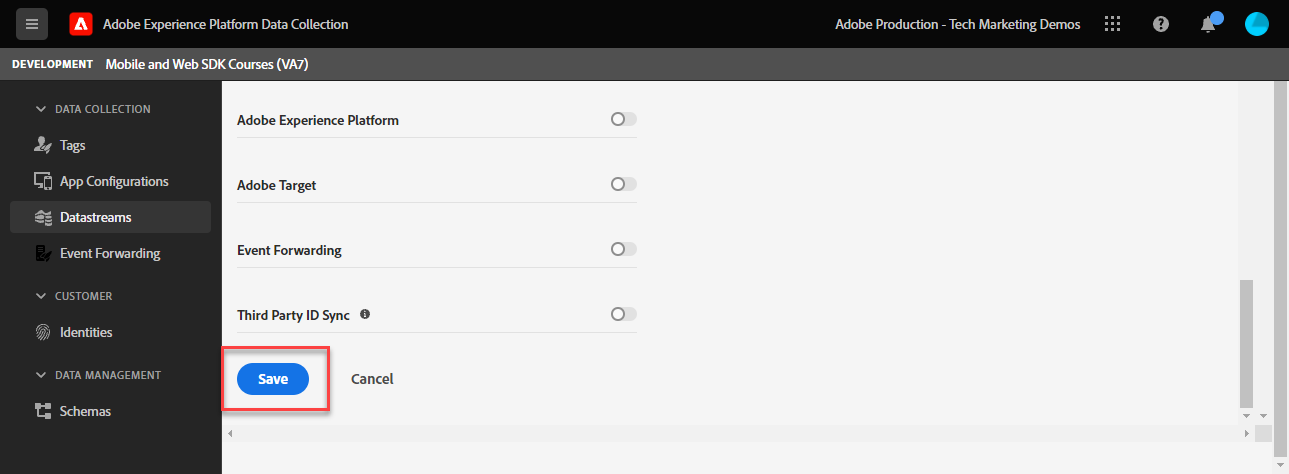 Adobe Experience Platform Data Collection
Adobe Production - Tech Marketing Demos
DEVELOPMENT Mobile and Web SDK Courses (VA7)
DATA COLLECTION
Tags
App Configurations
Datastreams
Event Forwarding
CUSTOMER
Identities
DATA MANAGEMENT
Schemas
Adobe Experience Platform
Adobe Target
Event Forwarding
Third Party ID Sync
Save
Cancel